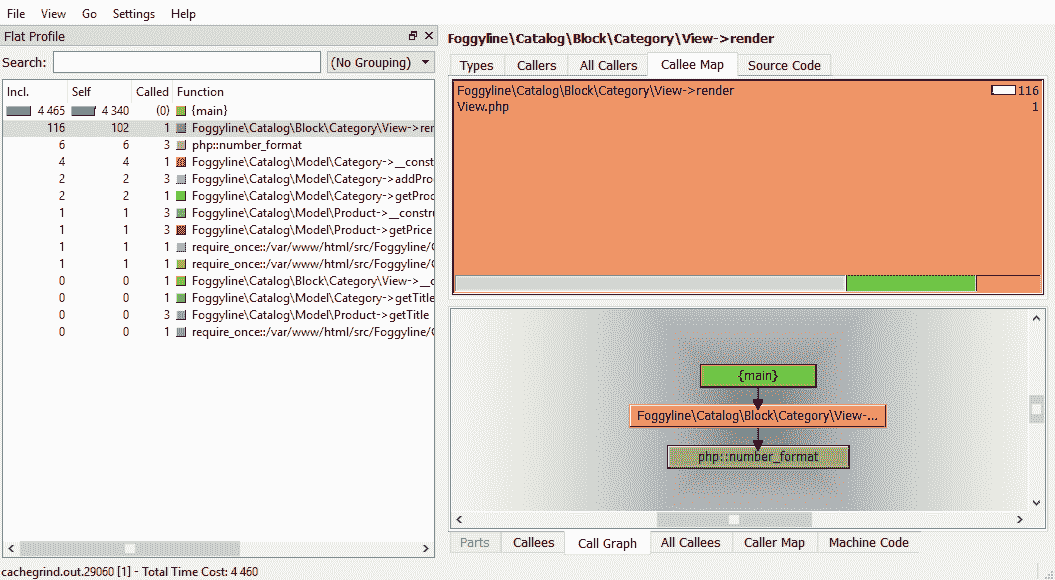 File View Go Settings Help
Flat Profile
Search: (No Grouping)
Incl. Self Called Function
4 465 4 340 (0) {main}
116 102 1 Foggyline\Catalog\Block\Category\View->rer
6 6 3 php::number_format
4 4 1 Foggyline\Catalog\Model\Category->__const
2 2 3 Foggyline\Catalog\Model\Category->addPro
2 2 1 Foggyline\Catalog\Model\Category->getProc
1 1 3 Foggyline\Catalog\Model\Product->__constru
1 1 3 Foggyline\Catalog\Model\Product->getPrice
1 1 1 require_once::/var/www/html/src/Foggyline/C
1 1 1 require_once::/var/www/html/src/Foggyline/C
0 0 1 Foggyline\Catalog\Block\Category\View->__c
0 0 1 Foggyline\Catalog\Model\Category->getTitle
0 0 3 Foggyline\Catalog\Model\Product->getTitle
0 0 1 require_once::/var/www/html/src/Foggyline/C
cachegrind.out.29060 [1] - Total Time Cost: 4 460
Foggyline\Catalog\Block\Category\View->render
Types Callers All Callers Callee Map Source Code
Foggyline\Catalog\Block\Category\View->render 116
View.php 1
{main}
Foggyline\Catalog\Block\Category\View-...
php::number_format
Parts Callees Call Graph All Callees Caller Map Machine Code